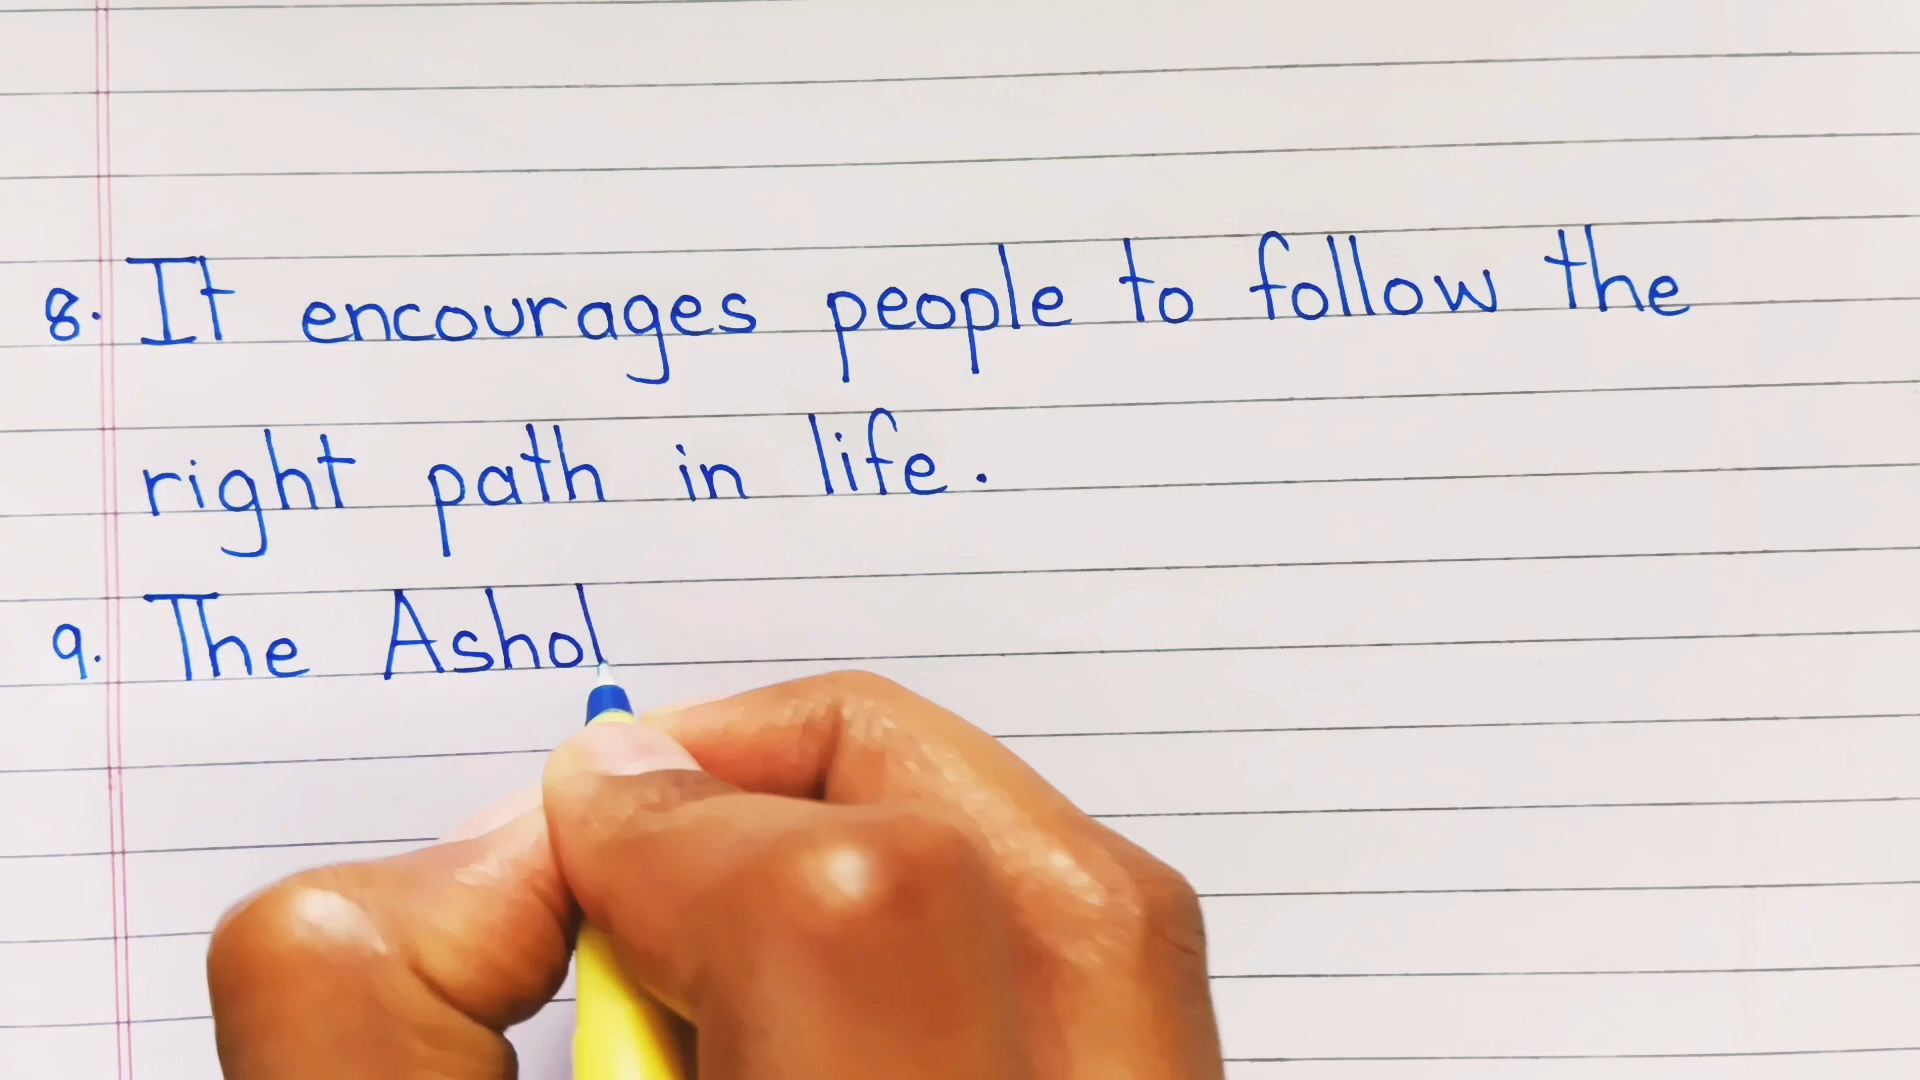 8. It encourages people to follow the
right path in life.
9. The Ashol